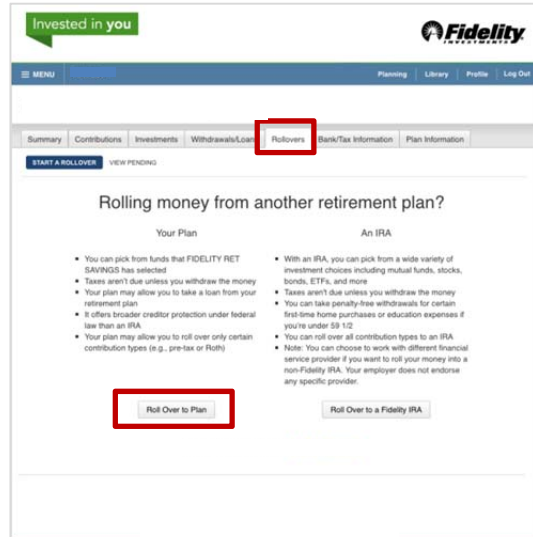 Invested in you
Fidelity
INVESTMENTS
MENU
Planning Library Profile Log Out
Summary Contributions Investments Withdrawals/Loans Rollovers Bank/Tax Information Plan Information
START A ROLLOVER VIEW PENDING
Rolling money from another retirement plan?
Your Plan
• You can pick from funds that FIDELITY RET
SAVINGS has selected
• Taxes aren't due unless you withdraw the money
• Your plan may allow you to take a loan from your
retirement plan
• It offers broader creditor protection under federal
law than an IRA
• Your plan may allow you to roll over only certain
contribution types (e.g., pre-tax or Roth)
Roll Over to Plan
An IRA
• With an IRA, you can pick from a wide variety of
investment choices including mutual funds, stocks,
bonds, ETFs, and more
• Taxes aren't due unless you withdraw the money
• You can take penalty-free withdrawals for certain
first-time home purchases or education expenses if
you're under 59 1/2
• You can roll over all contribution types to an IRA
• Note: You can choose to work with different financial
service provider if you want to roll your money into a
non-Fidelity IRA. Your employer does not endorse
any specific provider.
Roll Over to a Fidelity IRA